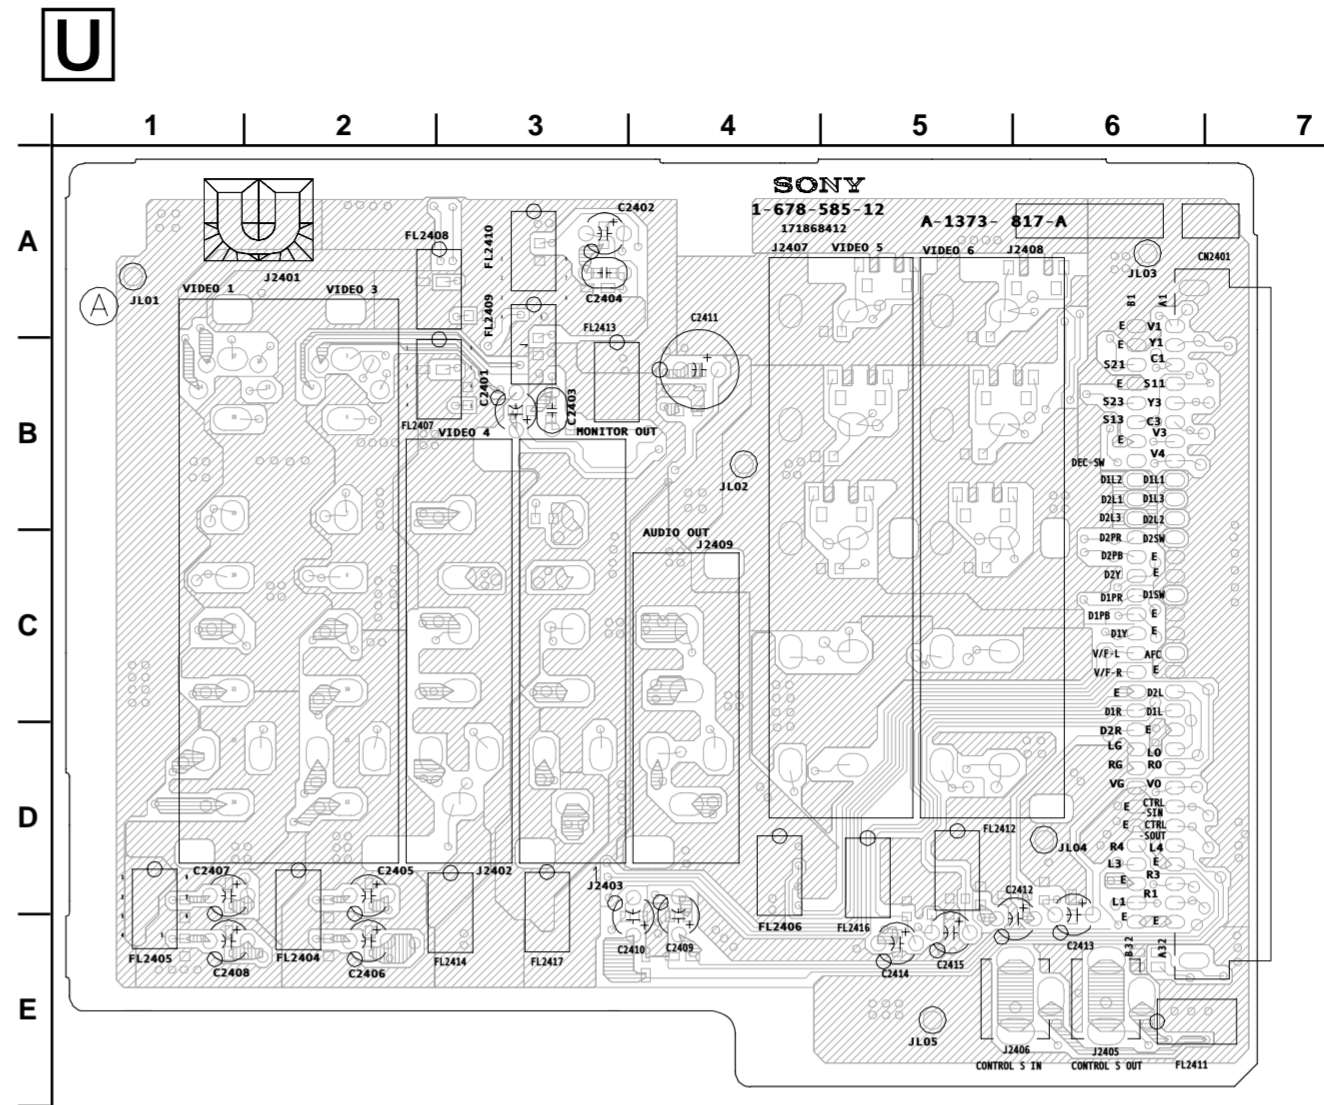 U
1 2 3 4 5 6 7
A
B
C
D
E
SONY
1-678-585-12
171868412
A-1373- 817-A
J2407 VIDEO 5
VIDEO 6 J2408
CN2401
JL03
C2402
FL2408
FL2410
J2401
C2404
JL01
A
VIDEO 1
VIDEO 3
FL2409
FL2413
C2411
B1
A1
E V1
E Y1
S21 C1
E S11
S23 Y3
S13 C3
E V3
V4
DEC-SW
D1L2 D1L1
D2L1 D1L3
D2L3 D2L2
D2PR D2SW
D2PB E
D2Y E
D1PR D1SW
D1PB E
D1Y E
V/F-L AFC
V/F-R E
E D2L
D1R D1L
D2R E
LG LO
RG RO
VG VO
E CTRL
-SIN
E CTRL
-SOUT
R4 L4
L3 E
E R3
L1 R1
E E
B32
A32
C2401
C2403
FL2407
VIDEO 4
MONITOR OUT
JL02
AUDIO OUT
J2409
FL2412
JL04
C2407
C2405
J2402
J2403
C2412
FL2405
C2408
FL2404
C2406
FL2414
FL2417
C2410
C2409
FL2406
FL2416
C2414
C2415
C2413
JL05
J2406
CONTROL S IN
J2405
CONTROL S OUT
FL2411